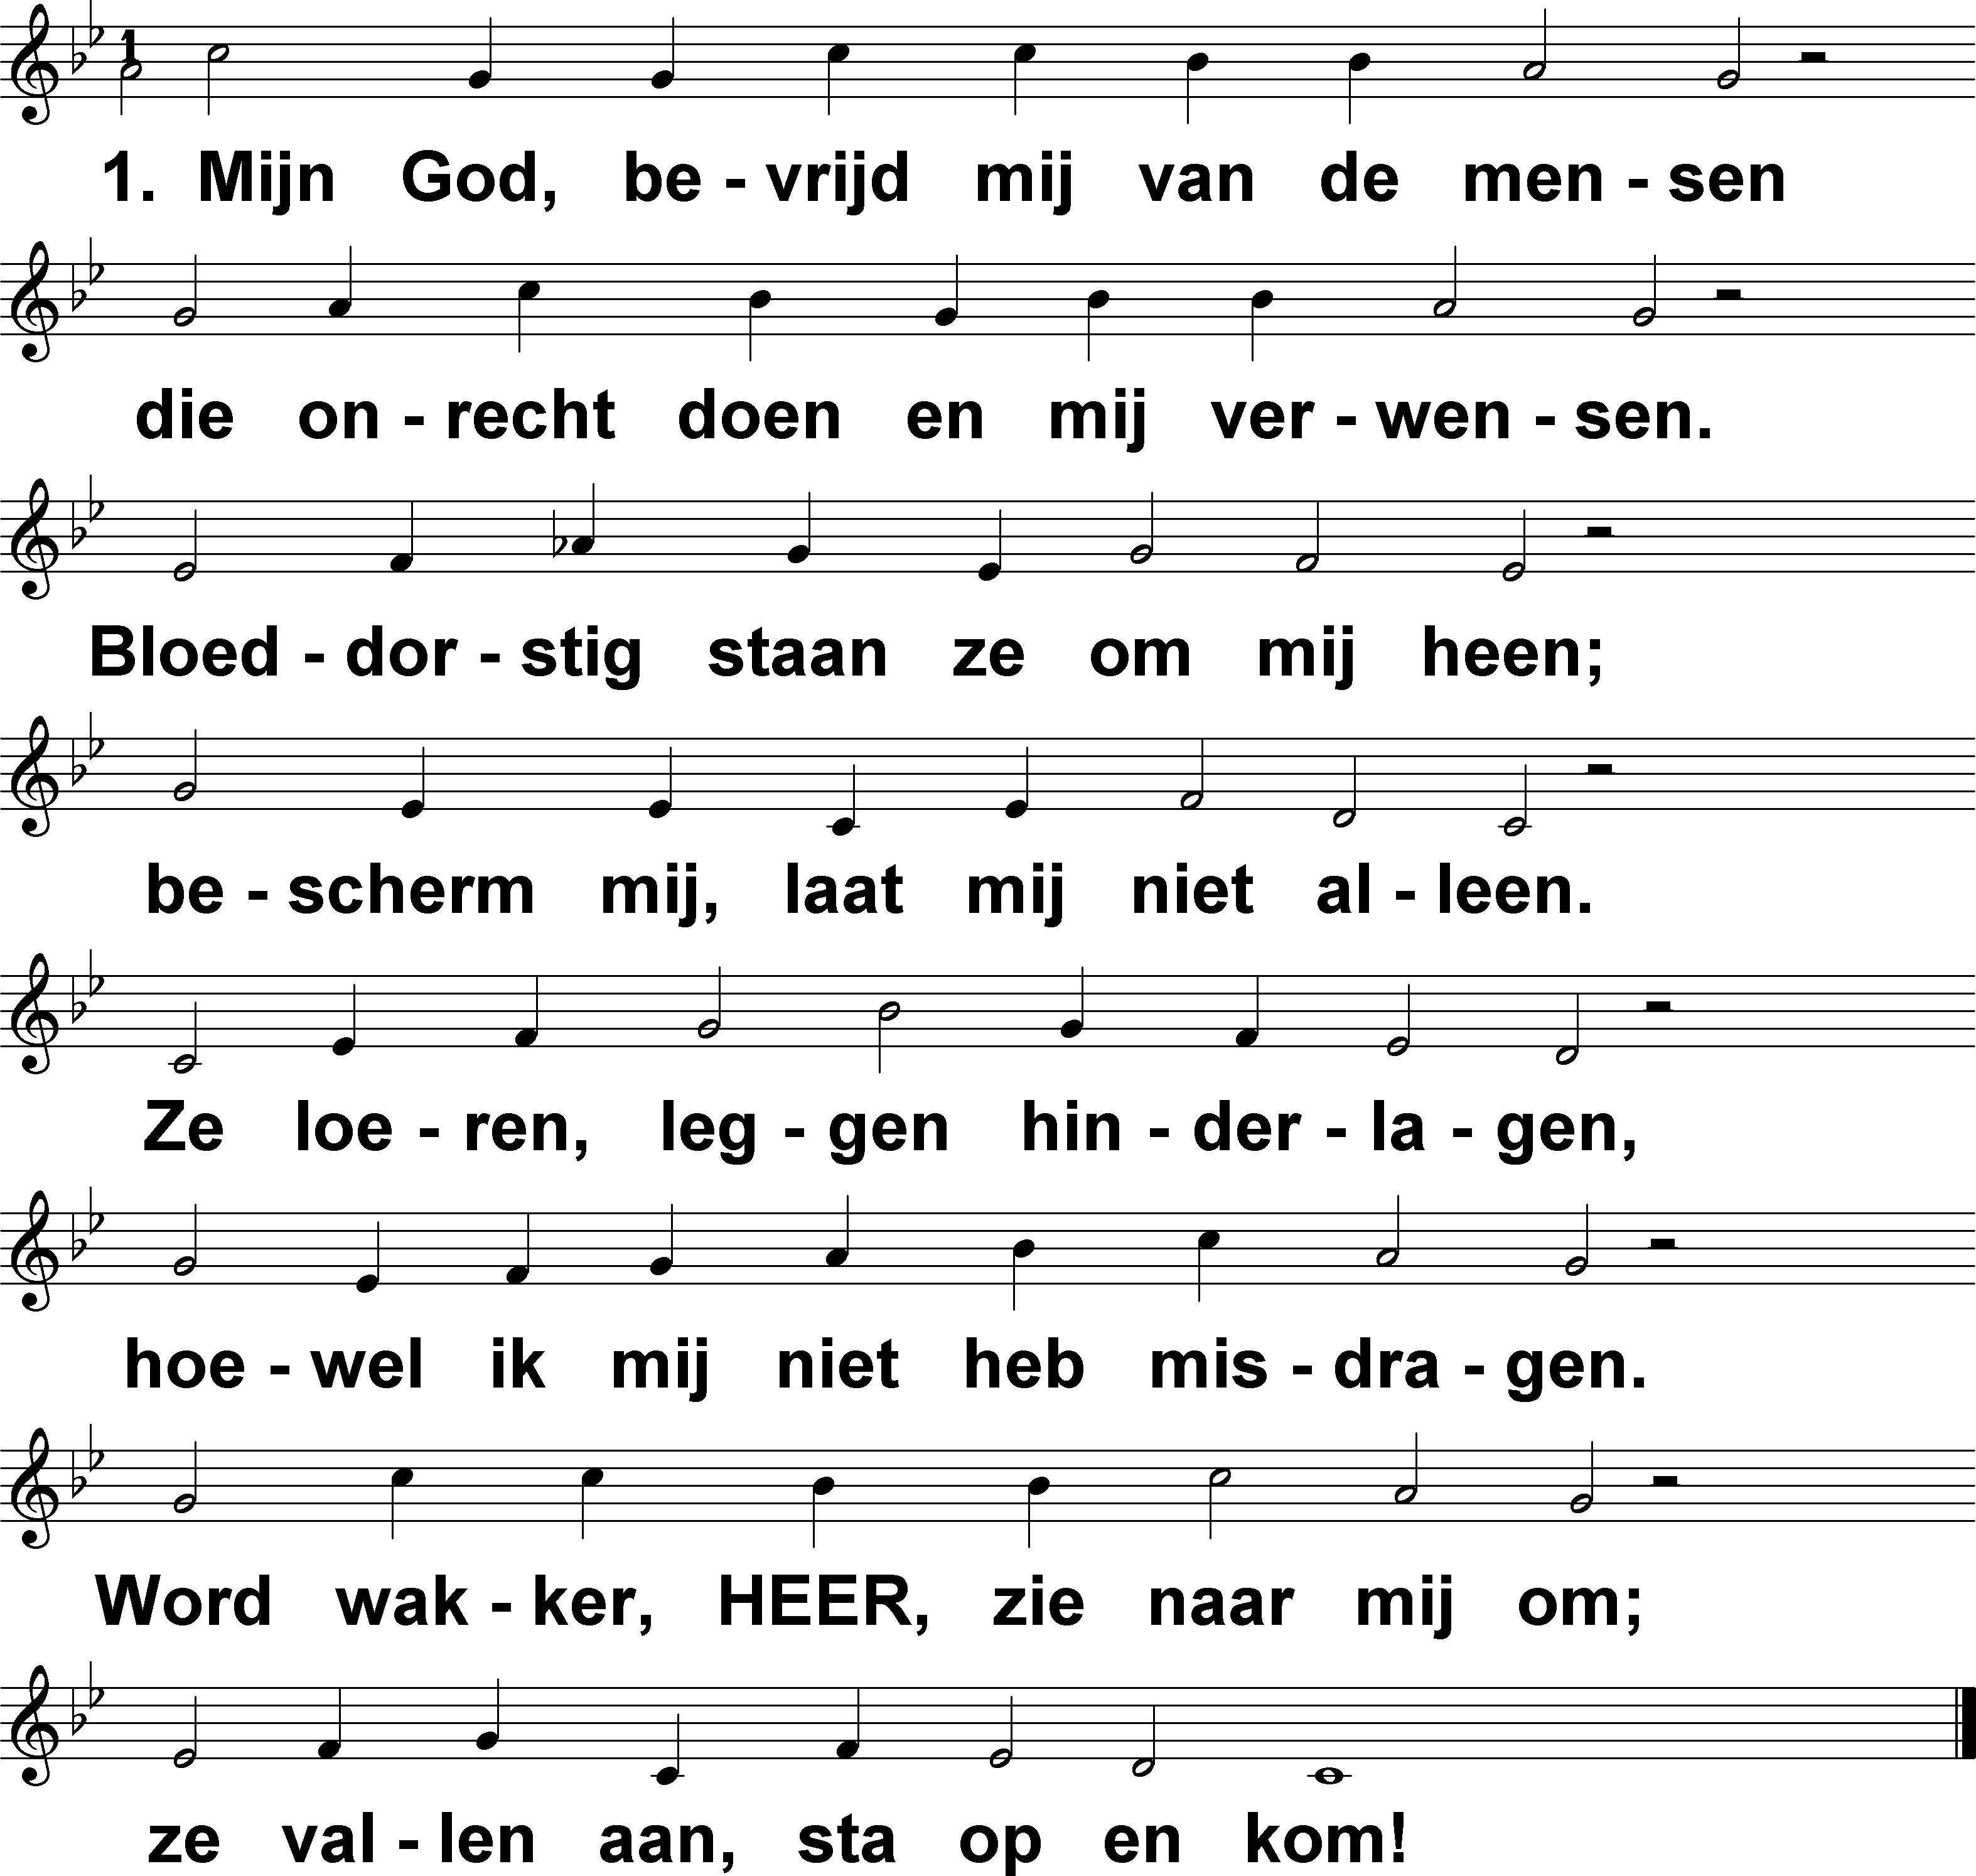 1. Mijn God, be - vrijd mij van de men - sen
die on - recht doen en mij ver - wen - sen.
Bloed - dor - stig staan ze om mij heen;
be - scherm mij, laat mij niet al - leen.
Ze loe - ren, leg - gen hin - der - la - gen,
hoe - wel ik mij niet heb mis - dra - gen.
Word wak - ker, HEER, zie naar mij om;
ze val - len aan, sta op en kom!